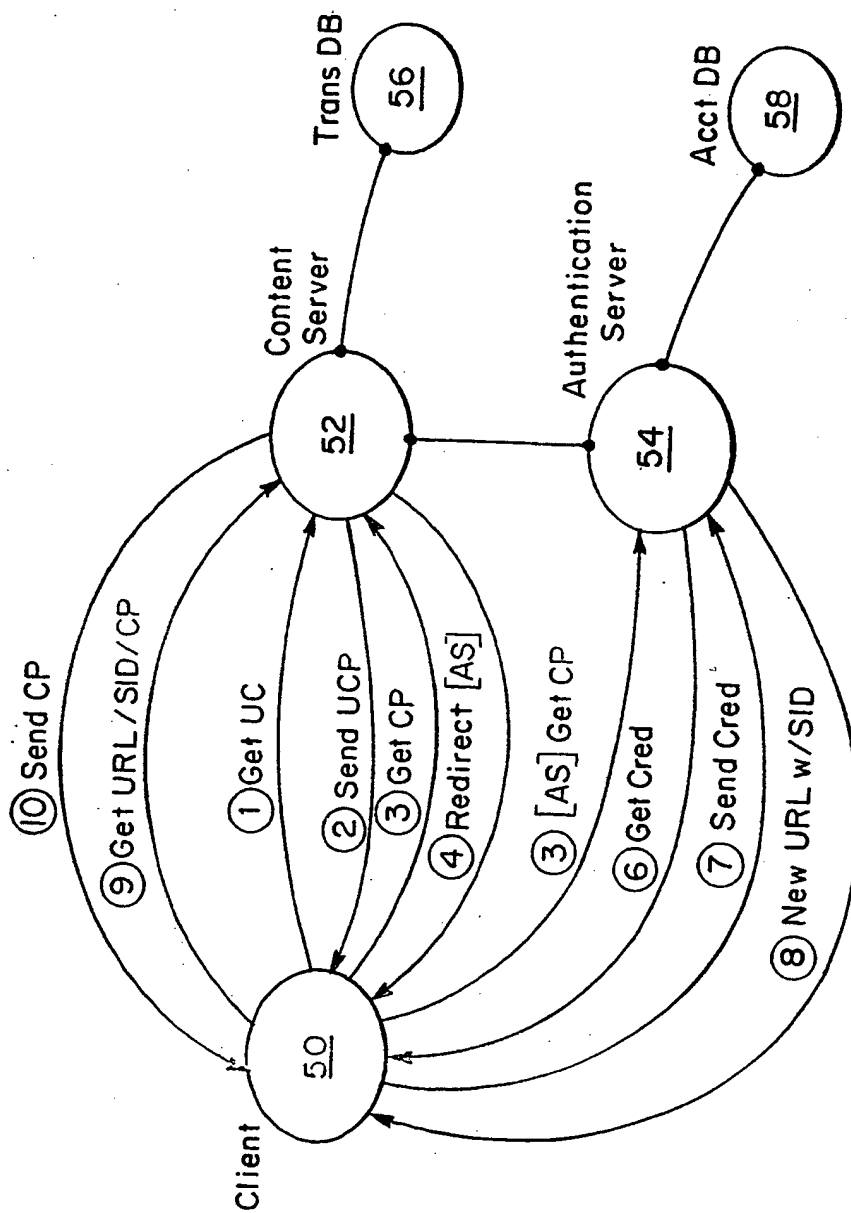 ⑩ Send CP
⑨ Get URL/SID/CP
① Get UC
② Send UCP
③ Get CP
④ Redirect [AS]
③ [AS] Get CP
⑥ Get Cred
⑦ Send Cred
⑧ New URL w/SID
Client
50
Content
Server
52
Trans DB
56
Authentication
Server
54
Acct DB
58